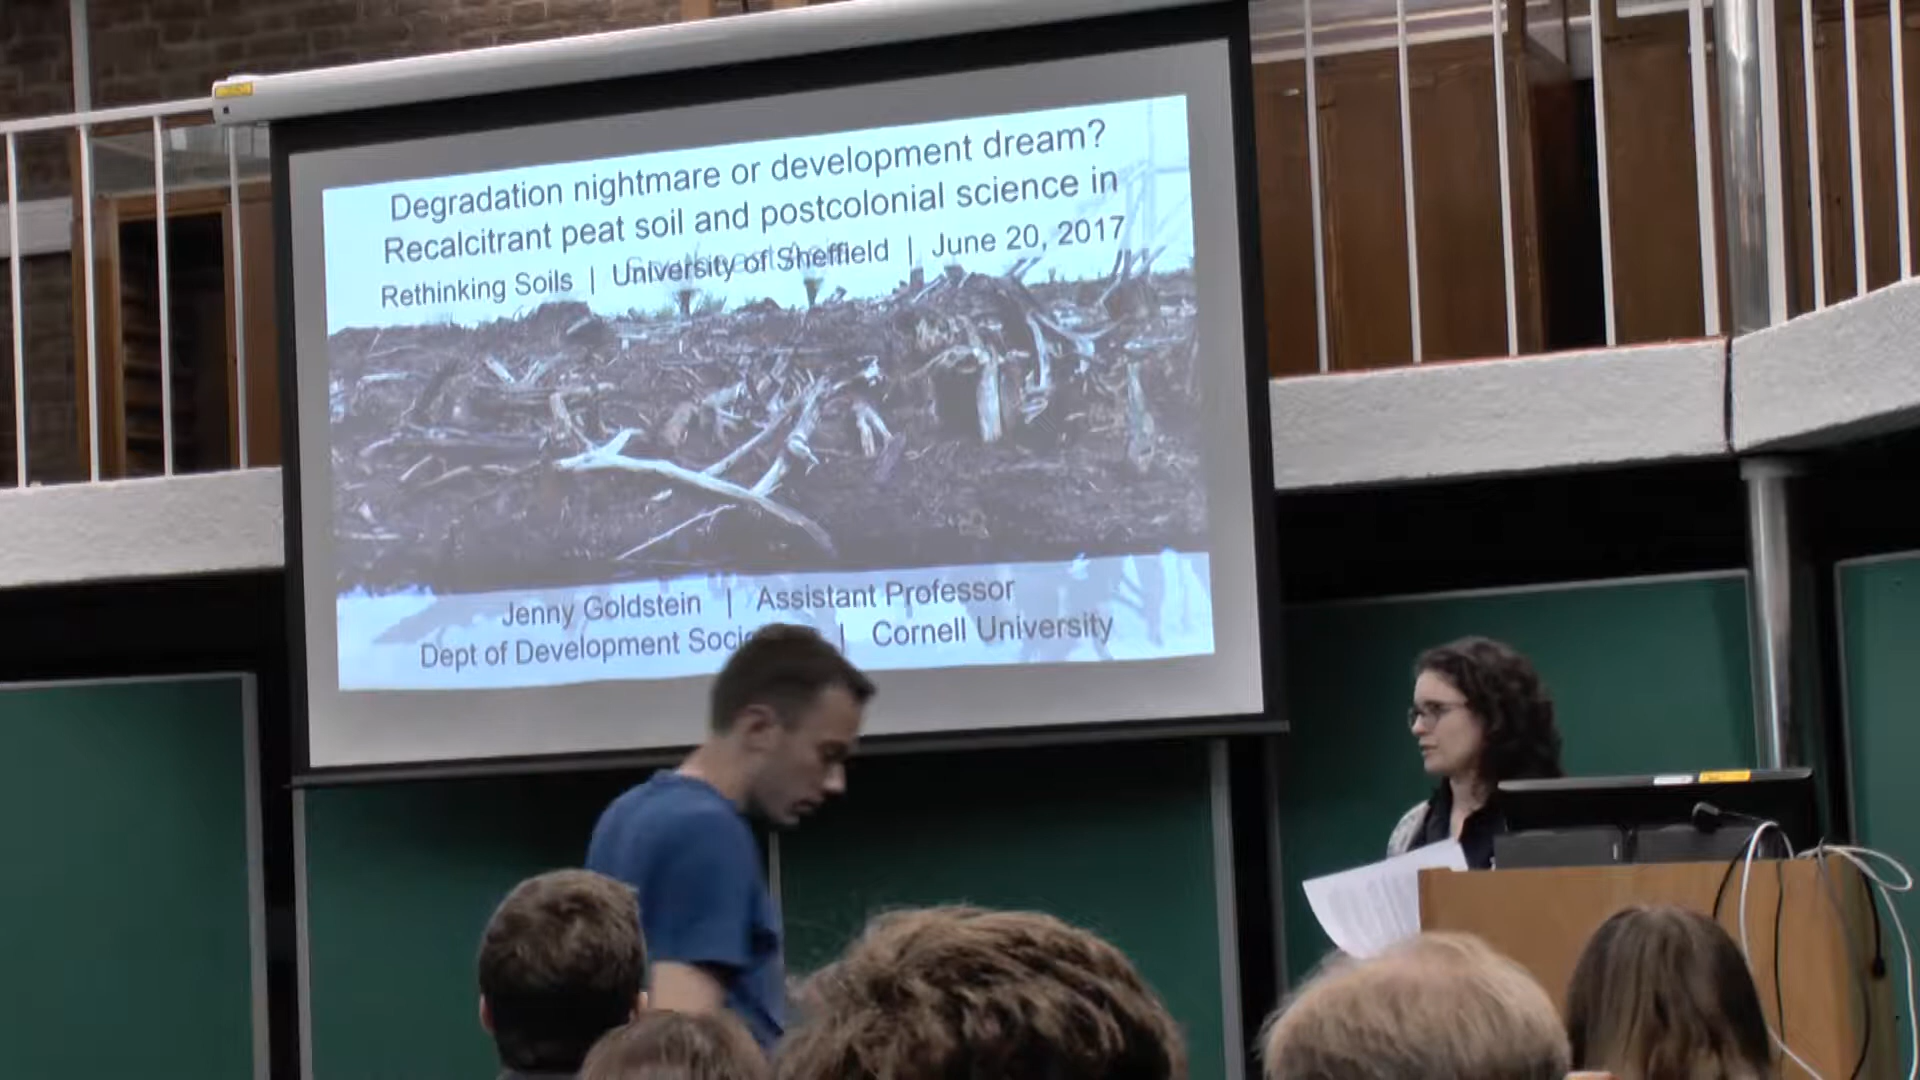 Degradation nightmare or development dream?
Recalcitrant peat soil and postcolonial science in
Rethinking Soils | University of Sheffield | June 20, 2017
Jenny Goldstein | Assistant Professor
Dept of Development | Cornell University